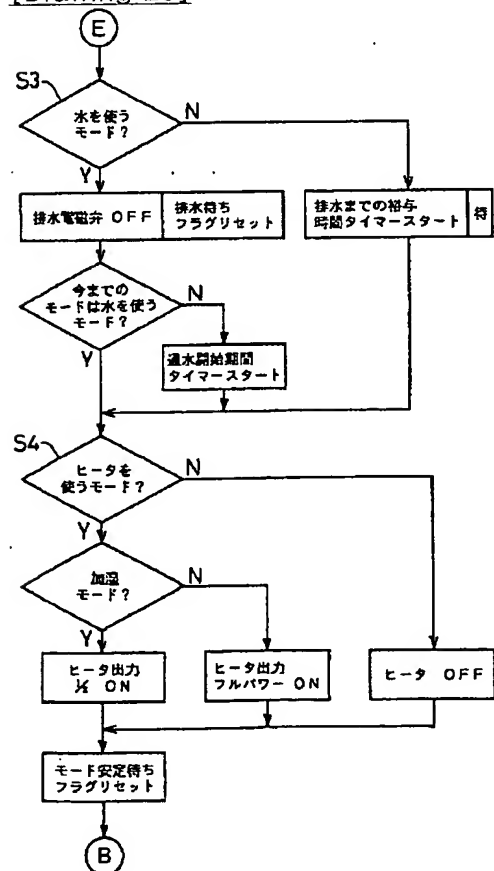 [Drawing
E
S3
水を使う
モード?
N
Y
排水電磁弁 OFF
排水待ち
フラグリセット
排水までの裕与
時間タイマースタート
待
今までの
モードは水を使う
モード?
N
Y
通水開始期間
タイマースタート
S4
ヒータを
使うモード?
N
Y
加湿
モード?
N
Y
ヒータ出力
½ ON
ヒータ出力
フルパワー ON
ヒータ OFF
モード安定待ち
フラグリセット
B